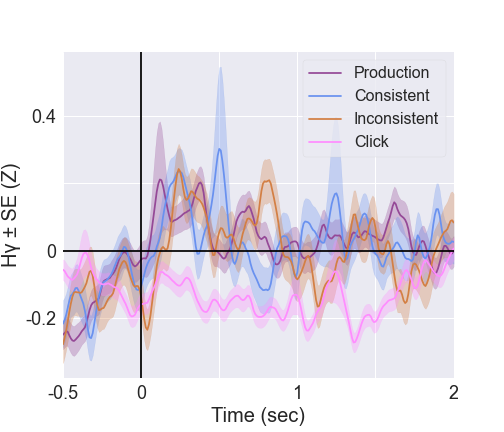 Production
Consistent
Inconsistent
Click
0.4
0
-0.2
Hγ ± SE (Z)
-0.5 0 1 2
Time (sec)